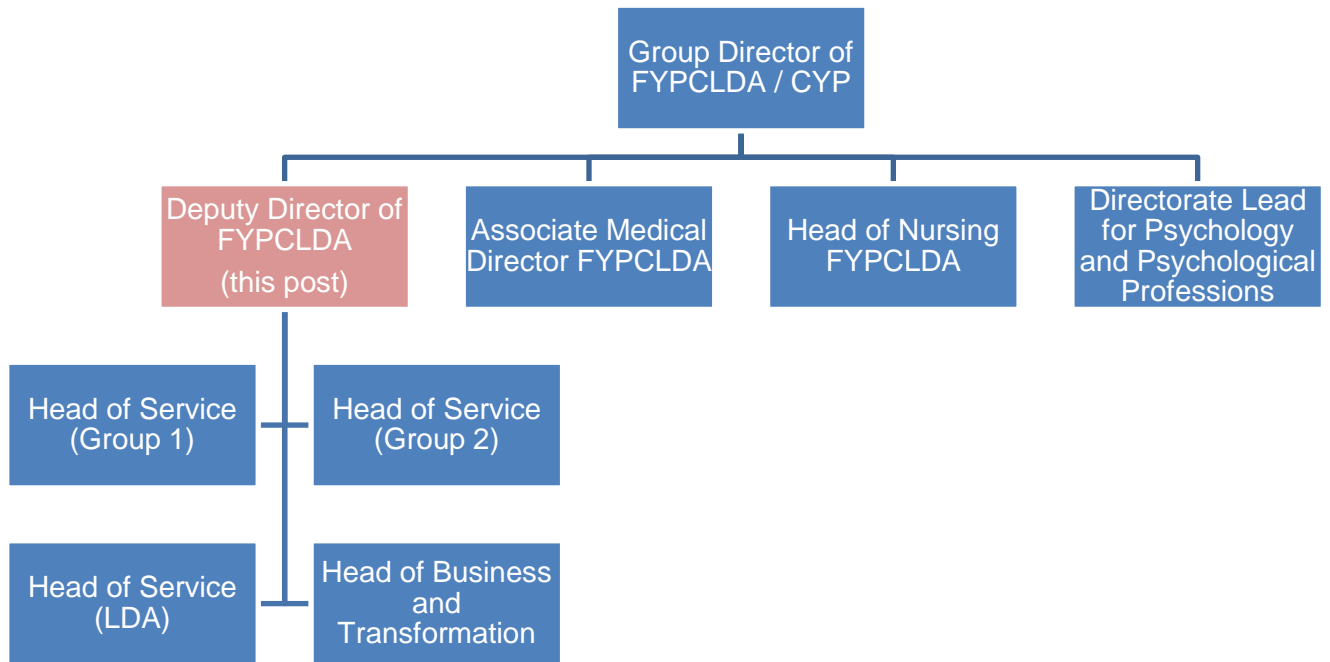 Group Director of
FYPCLDA / CYP
Deputy Director of
FYPCLDA
(this post)
Associate Medical
Director FYPCLDA
Head of Nursing
FYPCLDA
Directorate Lead
for Psychology
and Psychological
Professions
Head of Service
(Group 1)
Head of Service
(Group 2)
Head of Service
(LDA)
Head of Business
and
Transformation